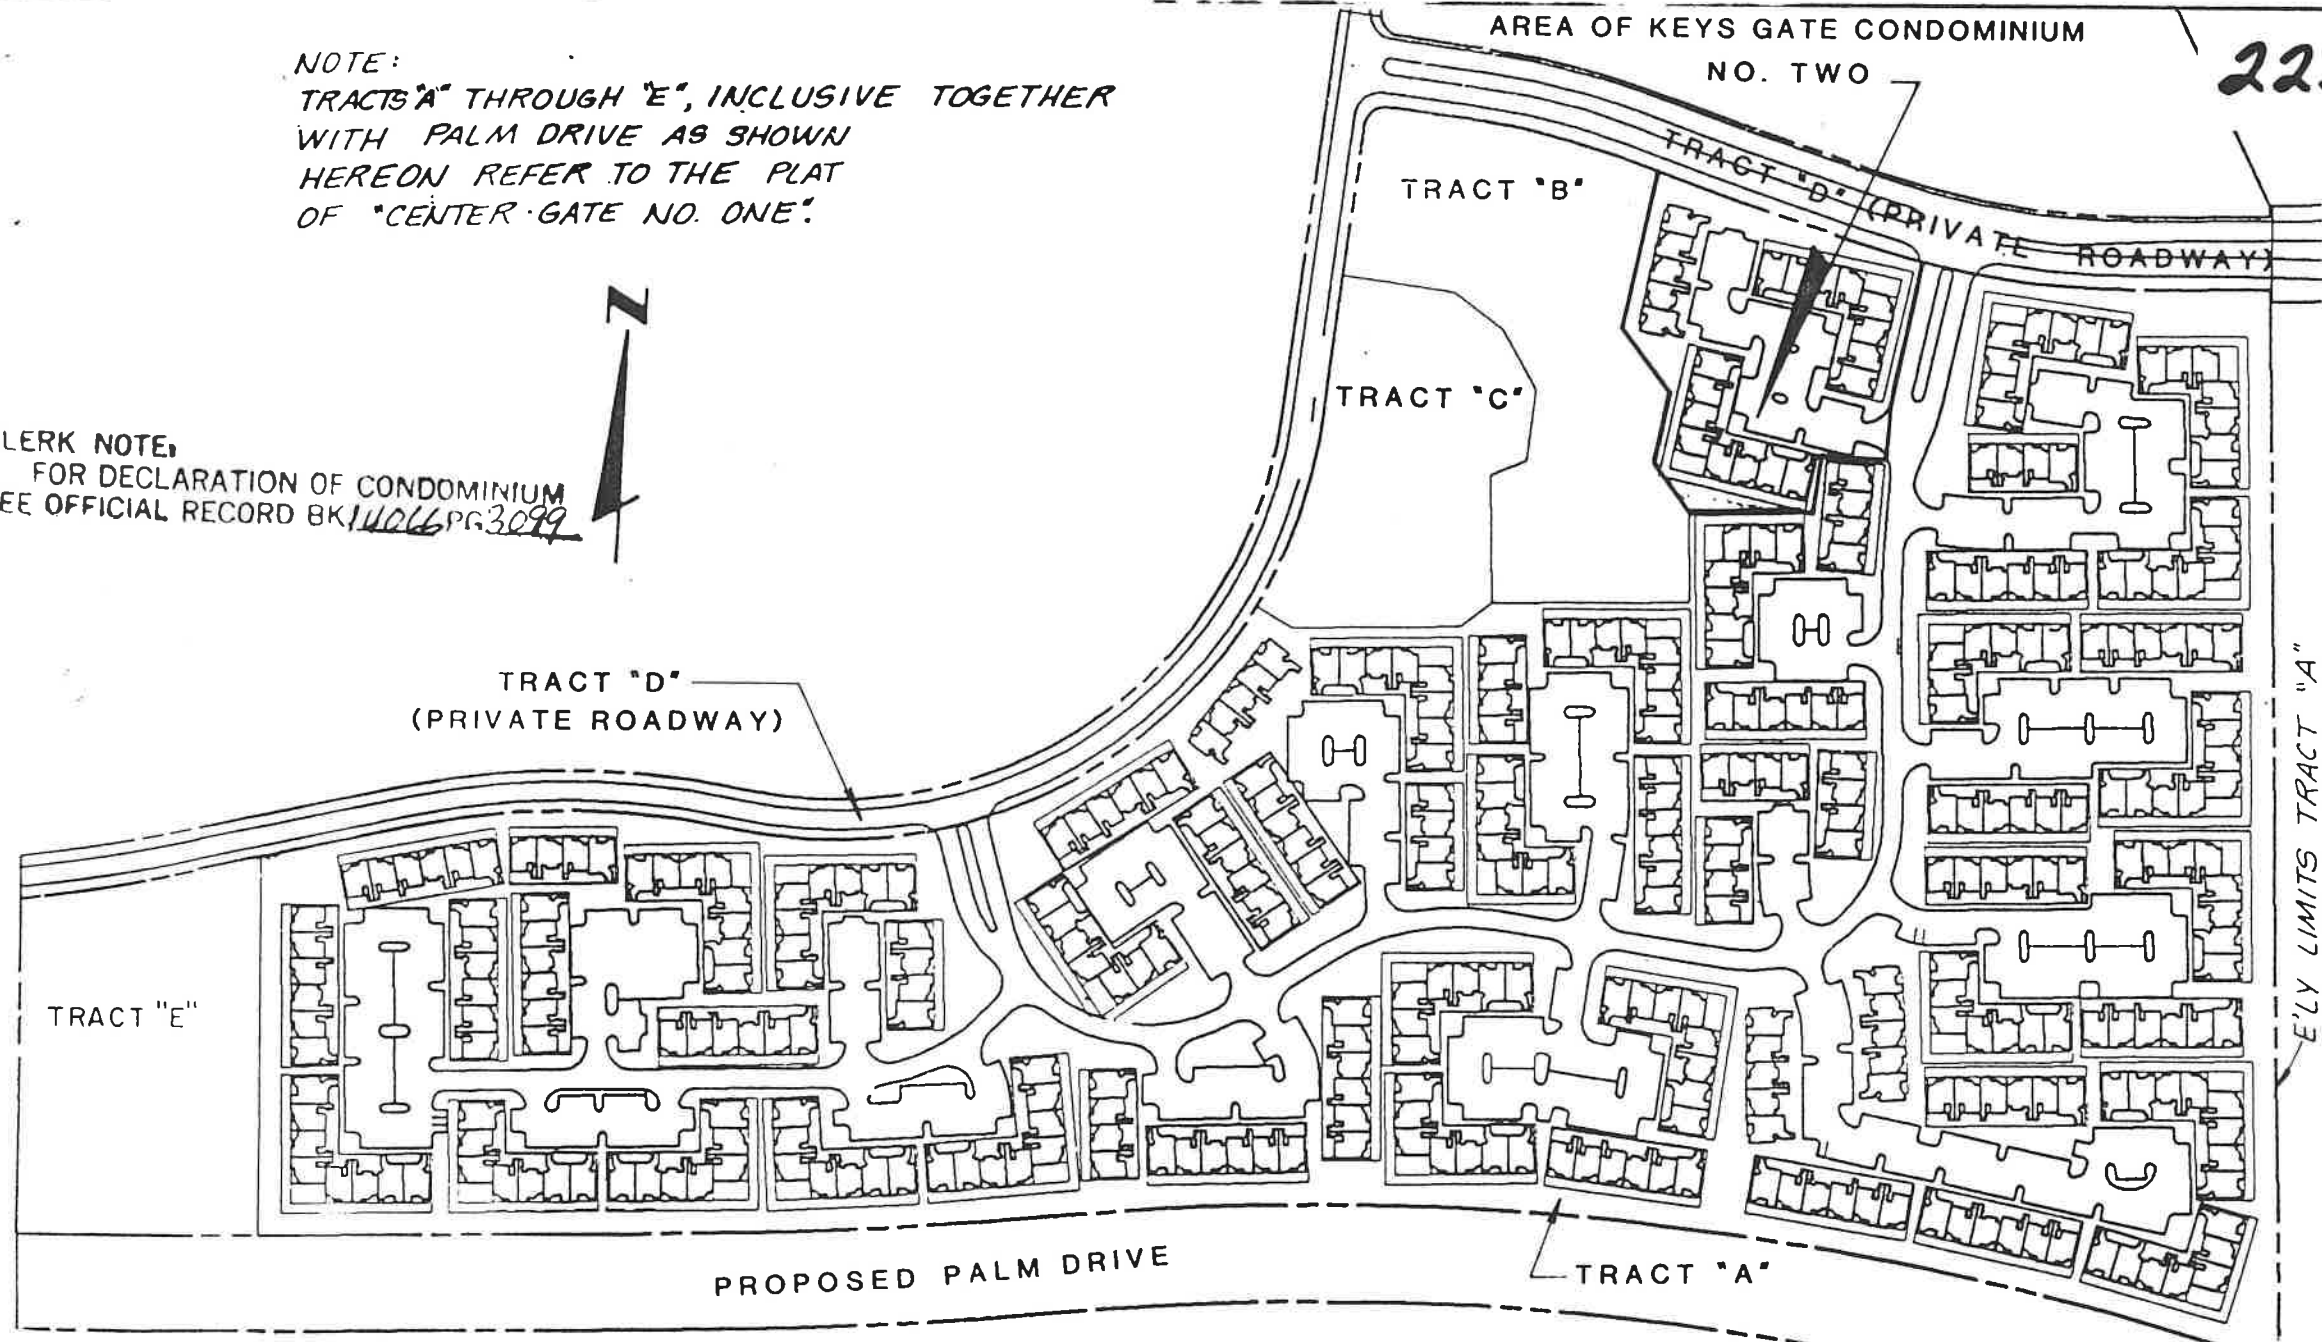 AREA OF KEYS GATE CONDOMINIUM
NO. TWO
NOTE:
TRACTS "A" THROUGH "E", INCLUSIVE TOGETHER
WITH PALM DRIVE AS SHOWN
HEREON REFER TO THE PLAT
OF "CENTER GATE NO. ONE".
TRACT "D" (PRIVATE ROADWAY)
TRACT "B"
N
TRACT "C"
LERK NOTE:
FOR DECLARATION OF CONDOMINIUM
EE OFFICIAL RECORD BK 14066 PG 3099
TRACT "D"
(PRIVATE ROADWAY)
E'LY LIMITS TRACT "A"
TRACT "E"
PROPOSED PALM DRIVE
TRACT "A"